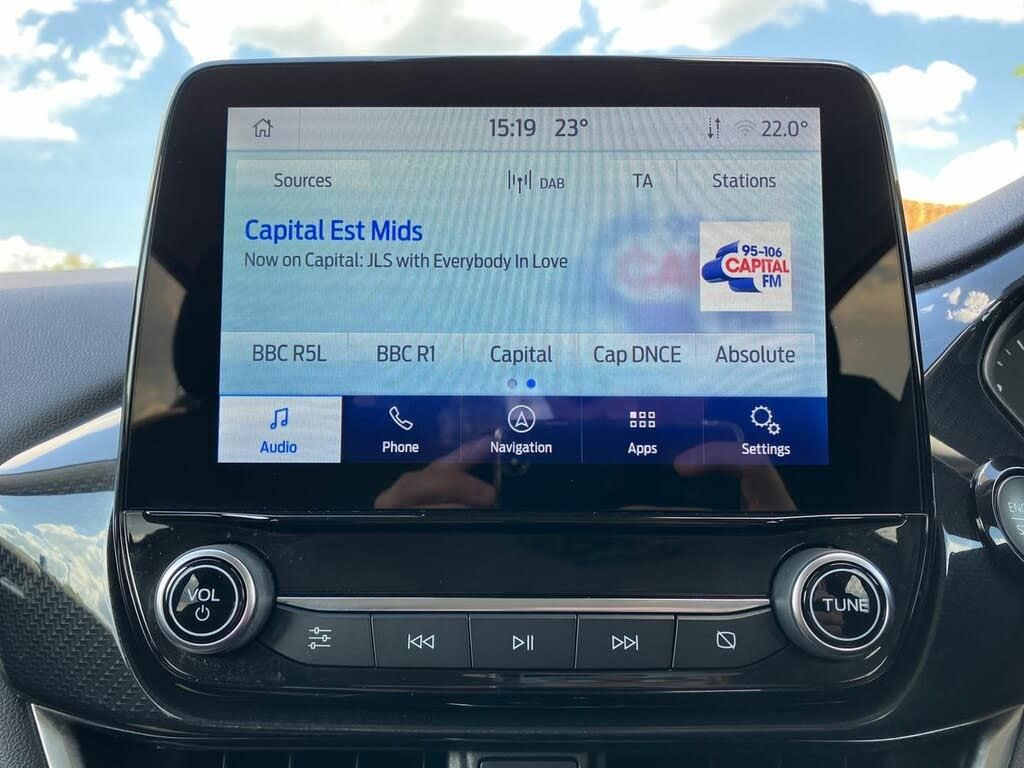 15:19 23° 22.0°
Sources DAB TA Stations
Capital Est Mids
Now on Capital: JLS with Everybody In Love
95-106
CAPITAL
FM
BBC R5L BBC R1 Capital Cap DNCE Absolute
Audio Phone Navigation Apps Settings
VOL TUNE